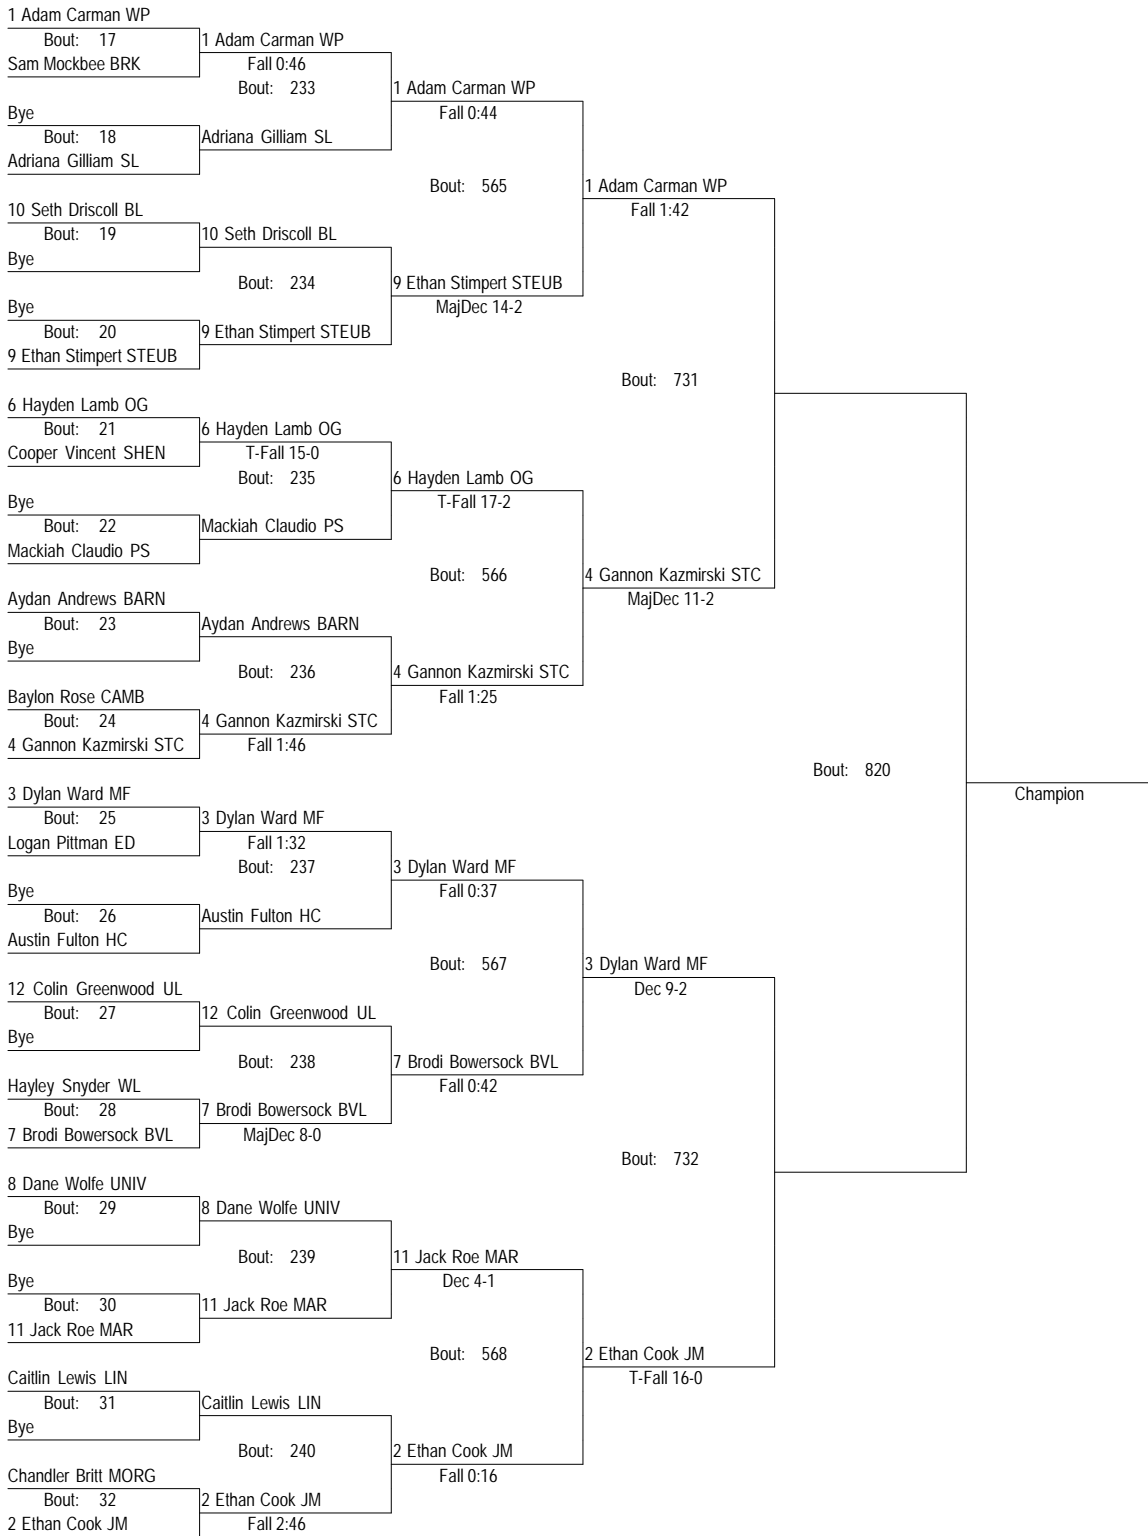 1 Adam Carman WP
Bout: 17
1 Adam Carman WP
Sam Mockbee BRK
Fall 0:46
Bout: 233
1 Adam Carman WP
Bye
Fall 0:44
Bout: 18
Adriana Gilliam SL
Adriana Gilliam SL
Bout: 565
1 Adam Carman WP
10 Seth Driscoll BL
Fall 1:42
Bout: 19
10 Seth Driscoll BL
Bye
Bout: 234
9 Ethan Stimpert STEUB
Bye
MajDec 14-2
Bout: 20
9 Ethan Stimpert STEUB
9 Ethan Stimpert STEUB
Bout: 731
6 Hayden Lamb OG
Bout: 21
6 Hayden Lamb OG
Cooper Vincent SHEN
T-Fall 15-0
Bout: 235
6 Hayden Lamb OG
Bye
T-Fall 17-2
Bout: 22
Mackiah Claudio PS
Mackiah Claudio PS
Bout: 566
4 Gannon Kazmirski STC
Aydan Andrews BARN
MajDec 11-2
Bout: 23
Aydan Andrews BARN
Bye
Bout: 236
4 Gannon Kazmirski STC
Baylon Rose CAMB
Fall 1:25
Bout: 24
4 Gannon Kazmirski STC
4 Gannon Kazmirski STC
Fall 1:46
Bout: 820
3 Dylan Ward MF
Champion
Bout: 25
3 Dylan Ward MF
Logan Pittman ED
Fall 1:32
Bout: 237
3 Dylan Ward MF
Bye
Fall 0:37
Bout: 26
Austin Fulton HC
Austin Fulton HC
Bout: 567
3 Dylan Ward MF
12 Colin Greenwood UL
Dec 9-2
Bout: 27
12 Colin Greenwood UL
Bye
Bout: 238
7 Brodi Bowersock BVL
Hayley Snyder WL
Fall 0:42
Bout: 28
7 Brodi Bowersock BVL
7 Brodi Bowersock BVL
MajDec 8-0
Bout: 732
8 Dane Wolfe UNIV
Bout: 29
8 Dane Wolfe UNIV
Bye
Bout: 239
11 Jack Roe MAR
Bye
Dec 4-1
Bout: 30
11 Jack Roe MAR
11 Jack Roe MAR
Bout: 568
2 Ethan Cook JM
Caitlin Lewis LIN
T-Fall 16-0
Bout: 31
Caitlin Lewis LIN
Bye
Bout: 240
2 Ethan Cook JM
Chandler Britt MORG
Fall 0:16
Bout: 32
2 Ethan Cook JM
2 Ethan Cook JM
Fall 2:46